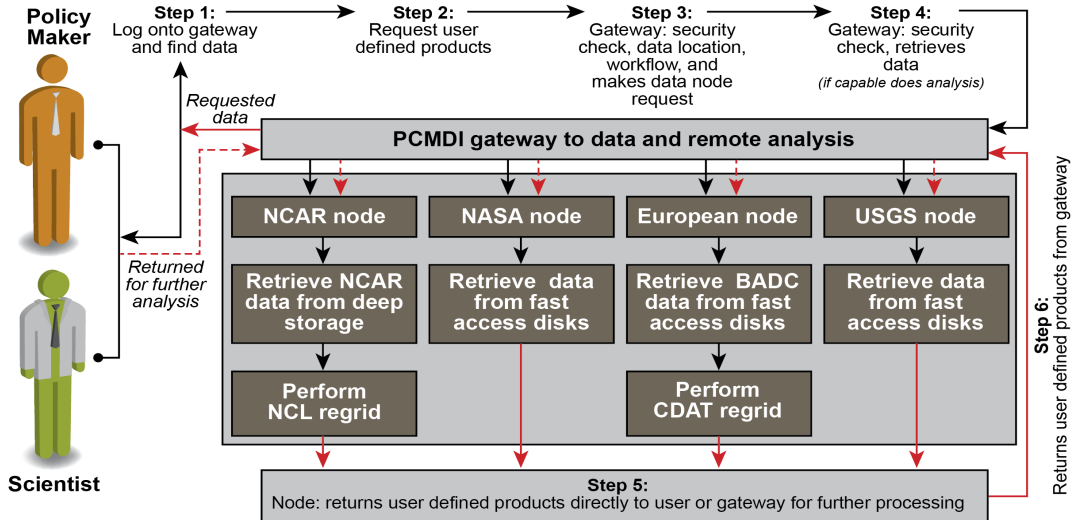 Policy
Maker
Step 1:
Log onto gateway
and find data
Step 2:
Request user
defined products
Step 3:
Gateway: security
check, data location,
workflow, and
makes data node
request
Step 4:
Gateway: security
check, retrieves
data
(if capable does analysis)
Requested
data
PCMDI gateway to data and remote analysis
NCAR node
NASA node
European node
USGS node
Returned
for further
analysis
Retrieve NCAR
data from deep
storage
Retrieve data
from fast
access disks
Retrieve BADC
data from fast
access disks
Retrieve data
from fast
access disks
Perform
NCL regrid
Perform
CDAT regrid
Scientist
Step 5:
Node: returns user defined products directly to user or gateway for further processing
Step 6:
Returns user defined products from gateway